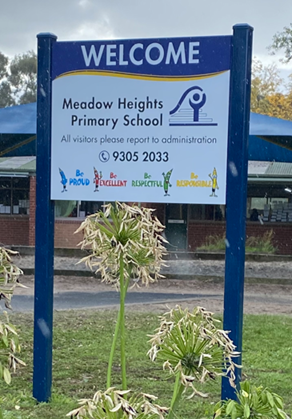 WELCOME
Meadow Heights
Primary School
All visitors please report to administration
9305 2033
Be PROUD Be EXCELLENT Be RESPECTFUL Be RESPONSIBLE